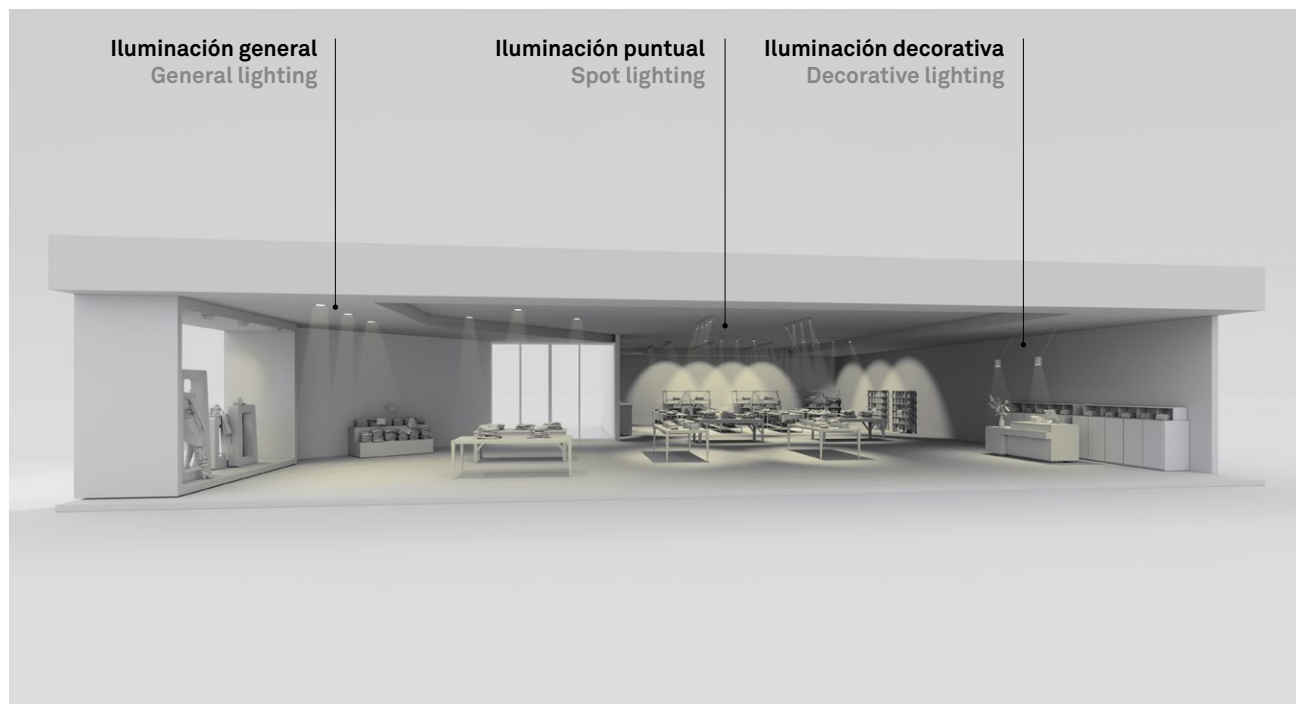 Iluminación general
General lighting
Iluminación puntual
Spot lighting
Iluminación decorativa
Decorative lighting